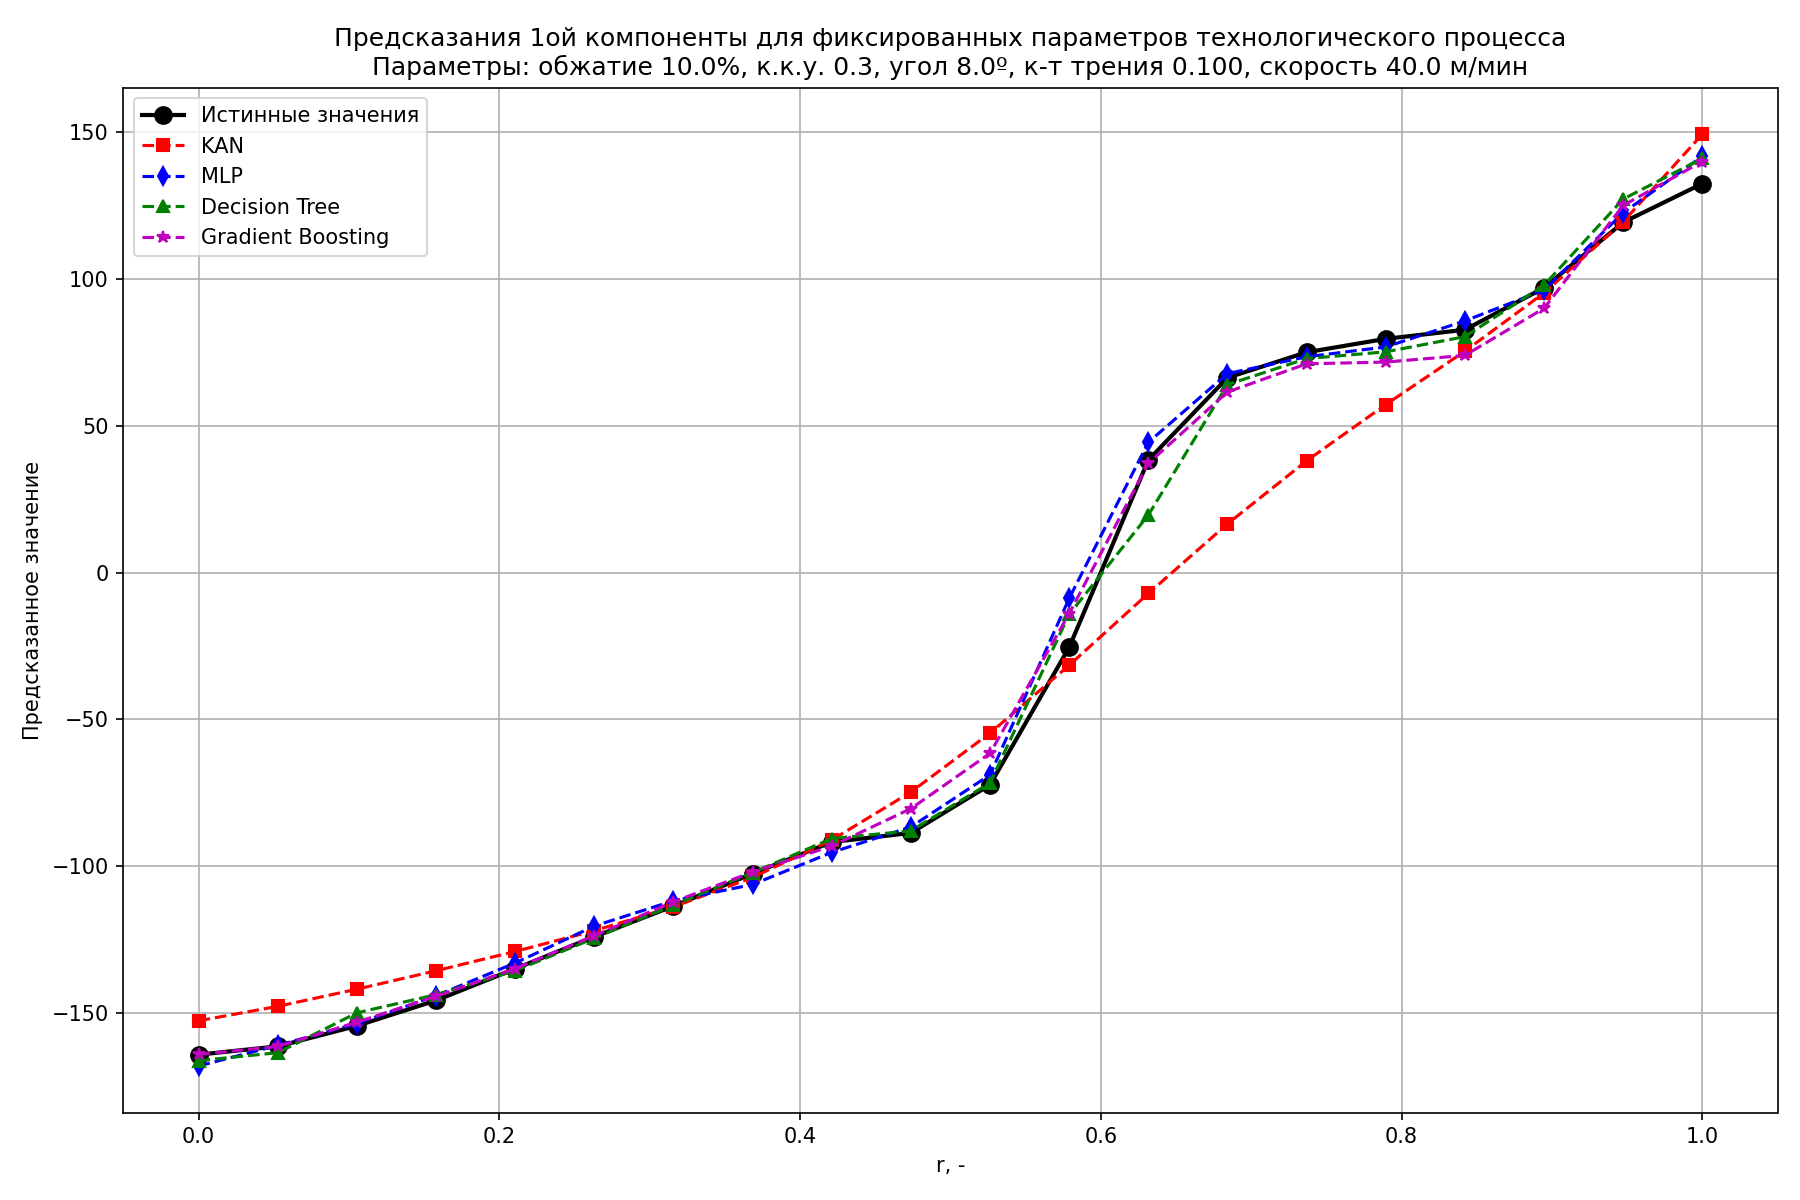 Предсказания 1ой компоненты для фиксированных параметров технологического процесса
Параметры: обжатие 10.0%, к.к.у. 0.3, угол 8.0º, к-т трения 0.100, скорость 40.0 м/мин
Истинные значения
KAN
MLP
Decision Tree
Gradient Boosting
Предсказанное значение
150
100
50
0
−50
−100
−150
0.0
0.2
0.4
0.6
0.8
1.0
r, -